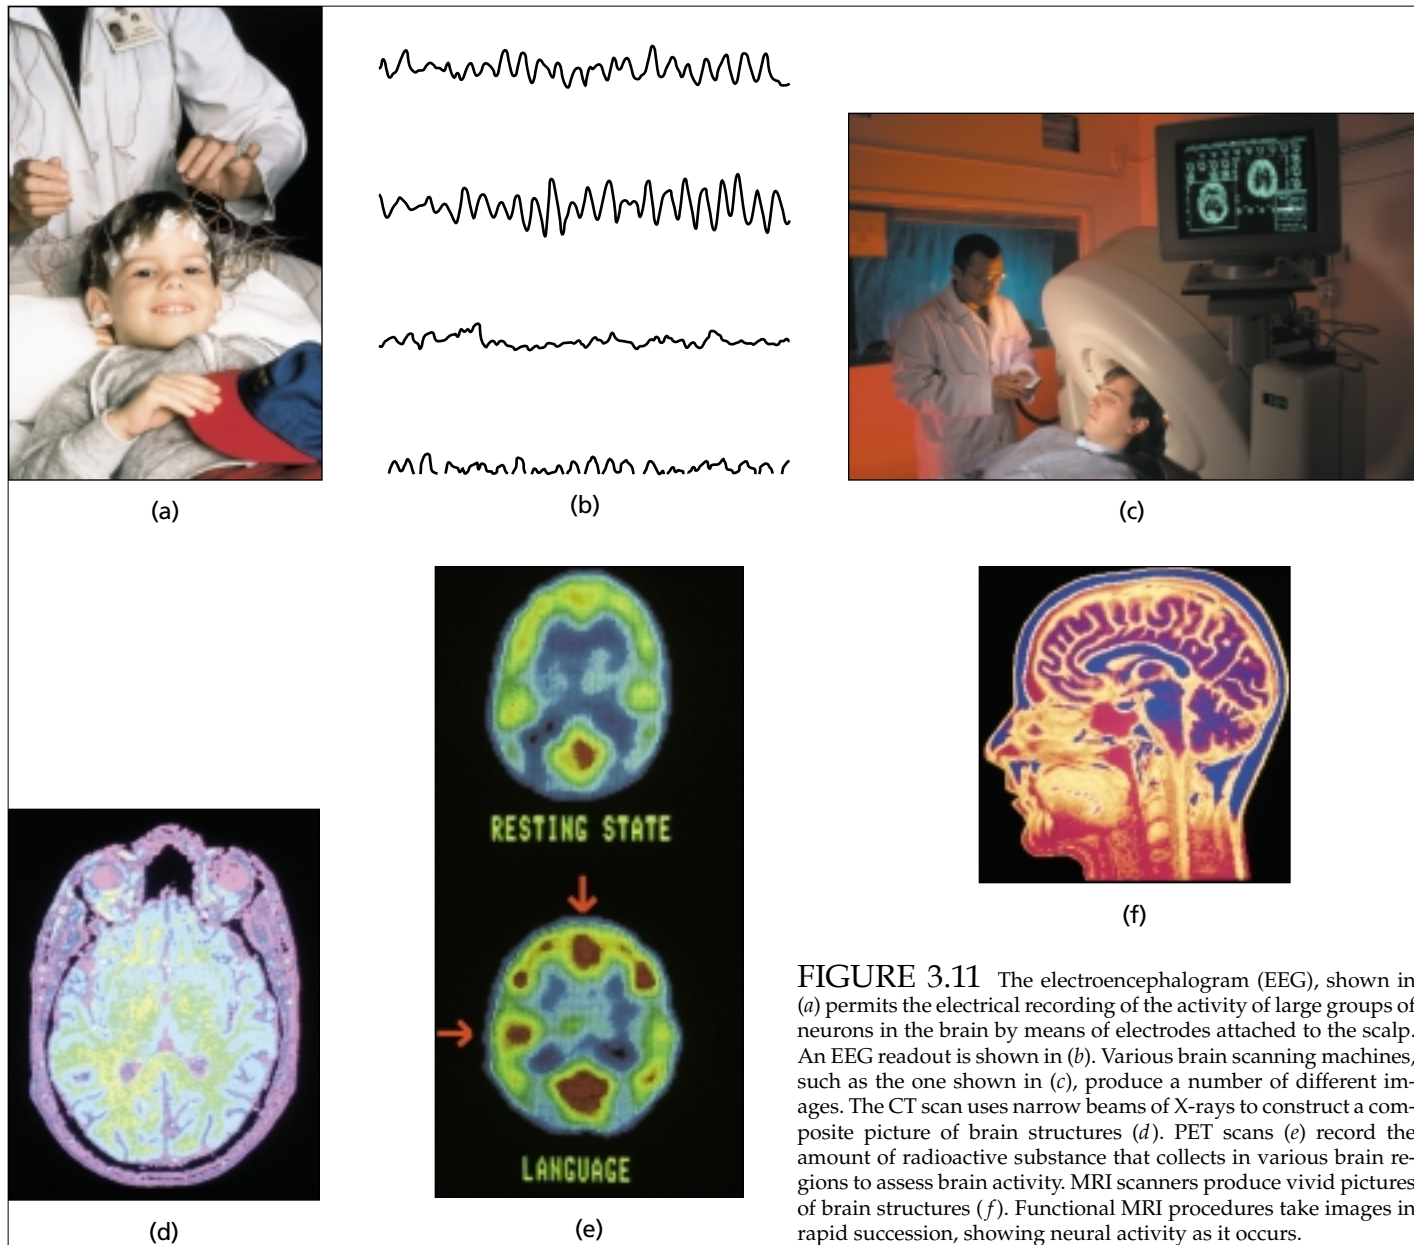 (a)
(b)
(c)
RESTING STATE
LANGUAGE
(d)
(e)
(f)
FIGURE 3.11 The electroencephalogram (EEG), shown in
(a) permits the electrical recording of the activity of large groups of
neurons in the brain by means of electrodes attached to the scalp.
An EEG readout is shown in (b). Various brain scanning machines,
such as the one shown in (c), produce a number of different im-
ages. The CT scan uses narrow beams of X-rays to construct a com-
posite picture of brain structures (d). PET scans (e) record the
amount of radioactive substance that collects in various brain re-
gions to assess brain activity. MRI scanners produce vivid pictures
of brain structures (f). Functional MRI procedures take images in
rapid succession, showing neural activity as it occurs.